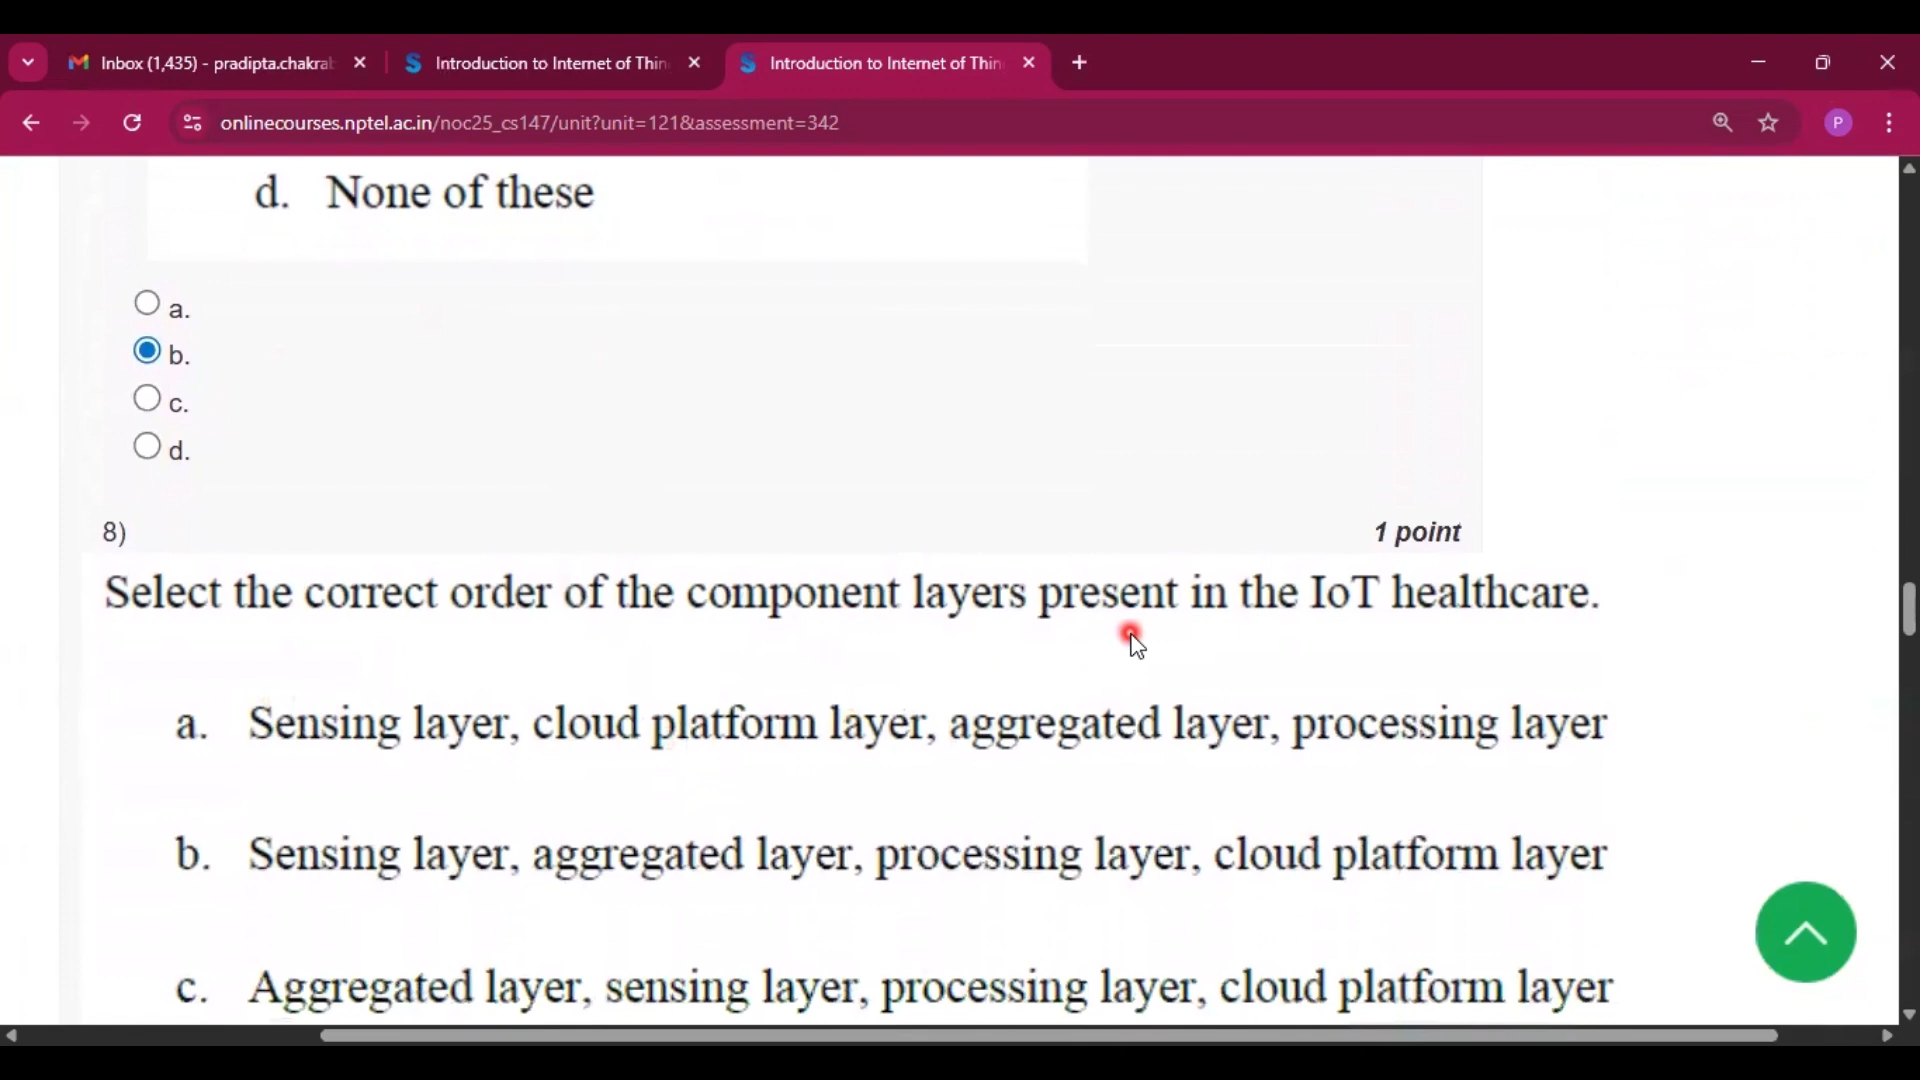 Inbox (1,435) - pradipta.chakra
Introduction to Internet of Thin
Introduction to Internet of Thin
onlinecourses.nptel.ac.in/noc25_cs147/unit?unit=121&assessment=342
P
d. None of these
a.
b.
c.
d.
8)
1 point
Select the correct order of the component layers present in the IoT healthcare.
a. Sensing layer, cloud platform layer, aggregated layer, processing layer
b. Sensing layer, aggregated layer, processing layer, cloud platform layer
c. Aggregated layer, sensing layer, processing layer, cloud platform layer